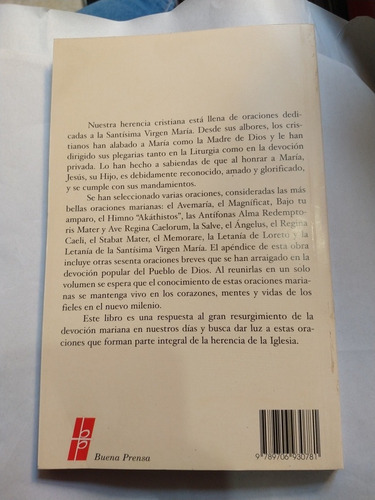 Nuestra herencia cristiana está llena de oraciones dedi-
cadas a la Santísima Virgen María. Desde sus albores, los cris-
tianos han alabado a María como la Madre de Dios y le han
dirigido sus plegarias tanto en la Liturgia como en la devoción
privada. Lo han hecho a sabiendas de que al honrar a María,
Jesús, su Hijo, es debidamente reconocido, amado y glorificado,
y se cumple con sus mandamientos.
Se han seleccionado varias oraciones, consideradas las más
bellas oraciones marianas: el Avemaría, el Magníficat, Bajo tu
amparo, el Himno "Akáthistos", las Antífonas Alma Redempto-
ris Mater y Ave Regina Caelorum, la Salve, el Ángelus, el Regina
Caeli, el Stabat Mater, el Memorare, la Letanía de Loreto y la
Letanía de la Santísima Virgen María. El apéndice de esta obra
incluye otras sesenta oraciones breves que se han arraigado en la
devoción popular del Pueblo de Dios. Al reunirlas en un solo
volumen se espera que el conocimiento de estas oraciones maria-
nas se mantenga vivo en los corazones, mentes y vidas de los
fieles en el nuevo milenio.
Este libro es una respuesta al gran resurgimiento de la
devoción mariana en nuestros días y busca dar luz a estas ora-
ciones que forman parte integral de la herencia de la Iglesia.
bp
Buena Prensa
9 789706 930781